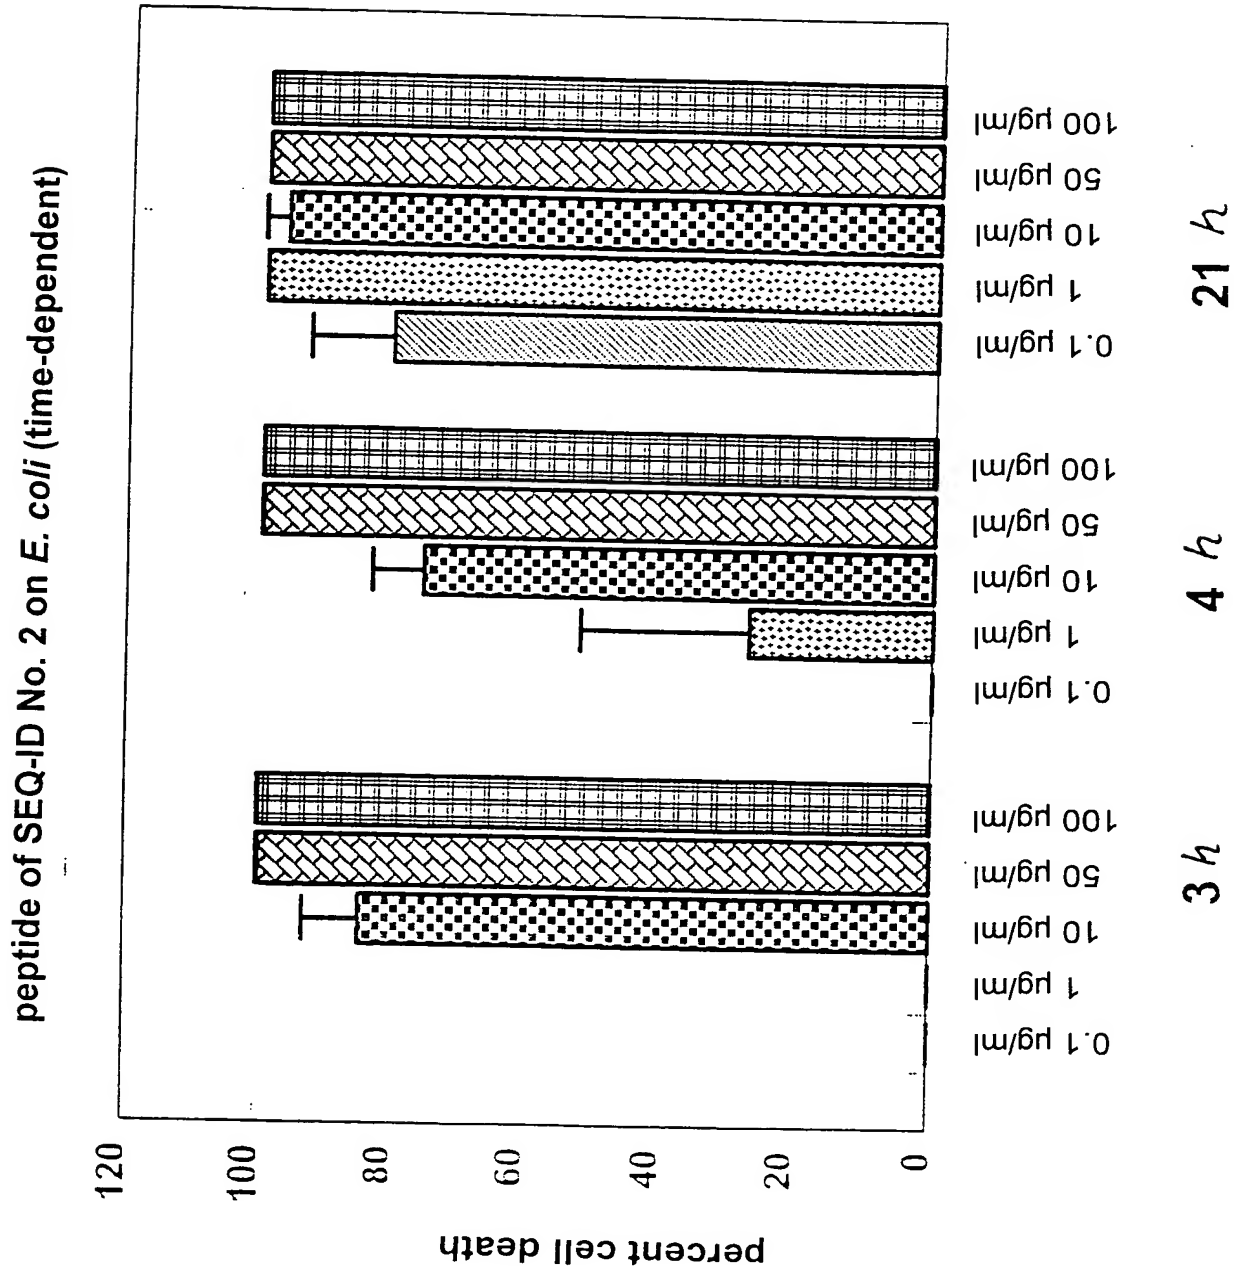 peptide of SEQ-ID No. 2 on E. coli (time-dependent)
percent cell death
120
100
80
60
40
20
0
0.1 µg/ml
1 µg/ml
10 µg/ml
50 µg/ml
100 µg/ml
0.1 µg/ml
1 µg/ml
10 µg/ml
50 µg/ml
100 µg/ml
0.1 µg/ml
1 µg/ml
10 µg/ml
50 µg/ml
100 µg/ml
3 h
4 h
21 h